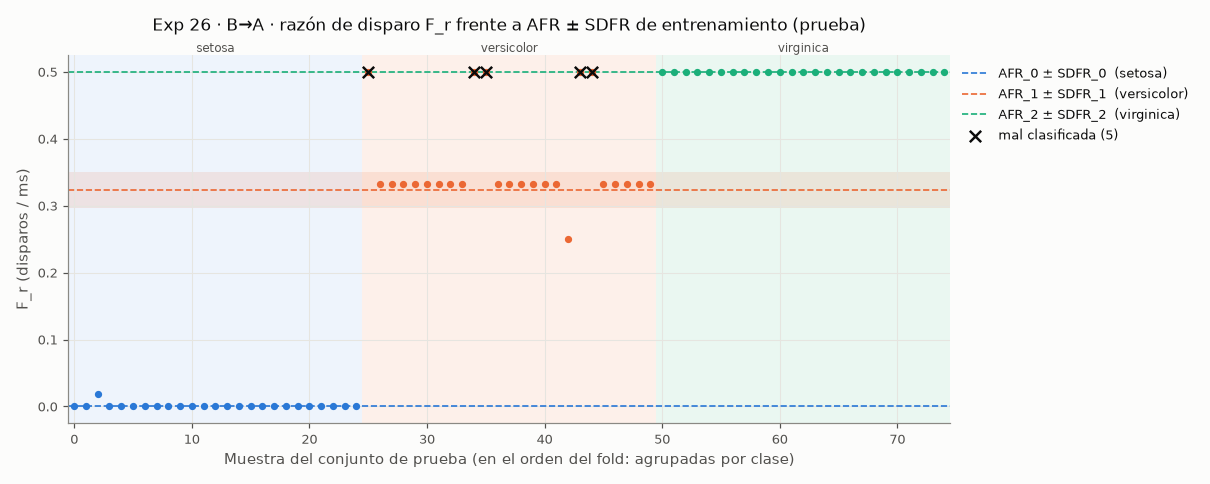 Exp 26 · B→A · razón de disparo F_r frente a AFR ± SDFR de entrenamiento (prueba)
setosa
versicolor
virginica
0.5
0.4
0.3
0.2
0.1
0.0
F_r (disparos / ms)
0
10
20
30
40
50
60
70
Muestra del conjunto de prueba (en el orden del fold: agrupadas por clase)
AFR_0 ± SDFR_0 (setosa)
AFR_1 ± SDFR_1 (versicolor)
AFR_2 ± SDFR_2 (virginica)
mal clasificada (5)